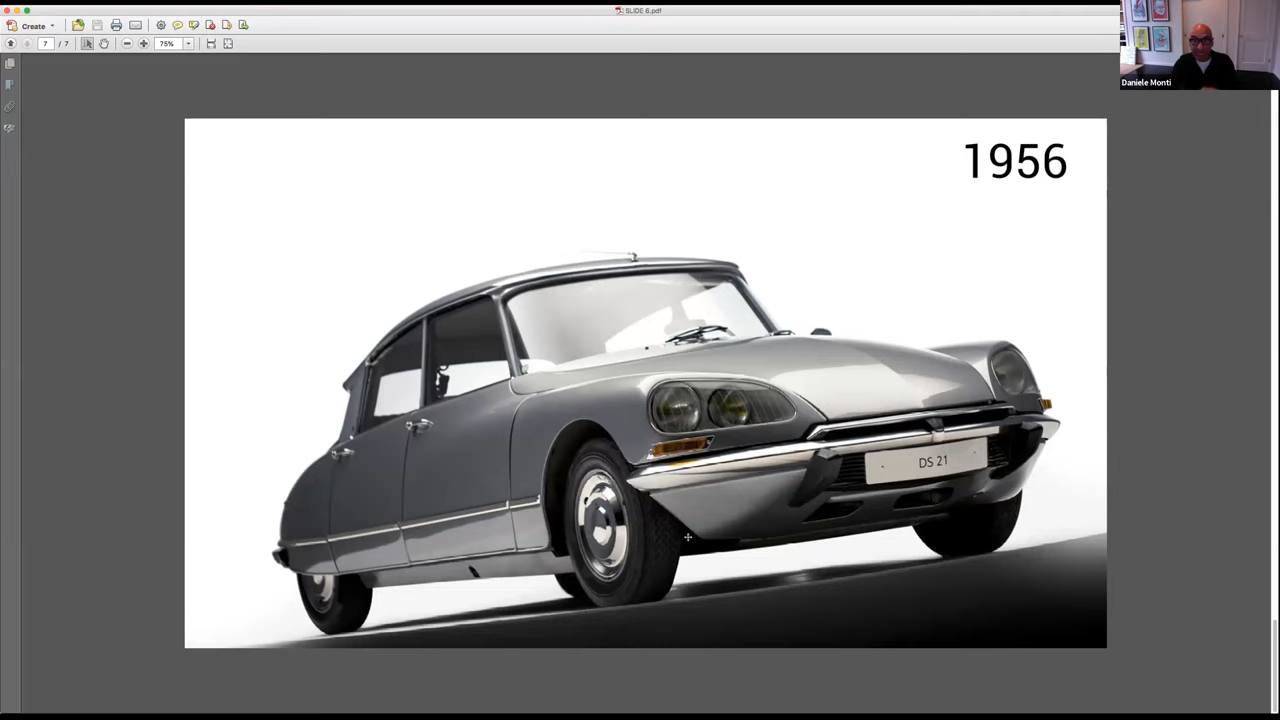 SLIDE 6.pdf
Create
7 / 7
75%
Daniele Monti
1956
DS 21